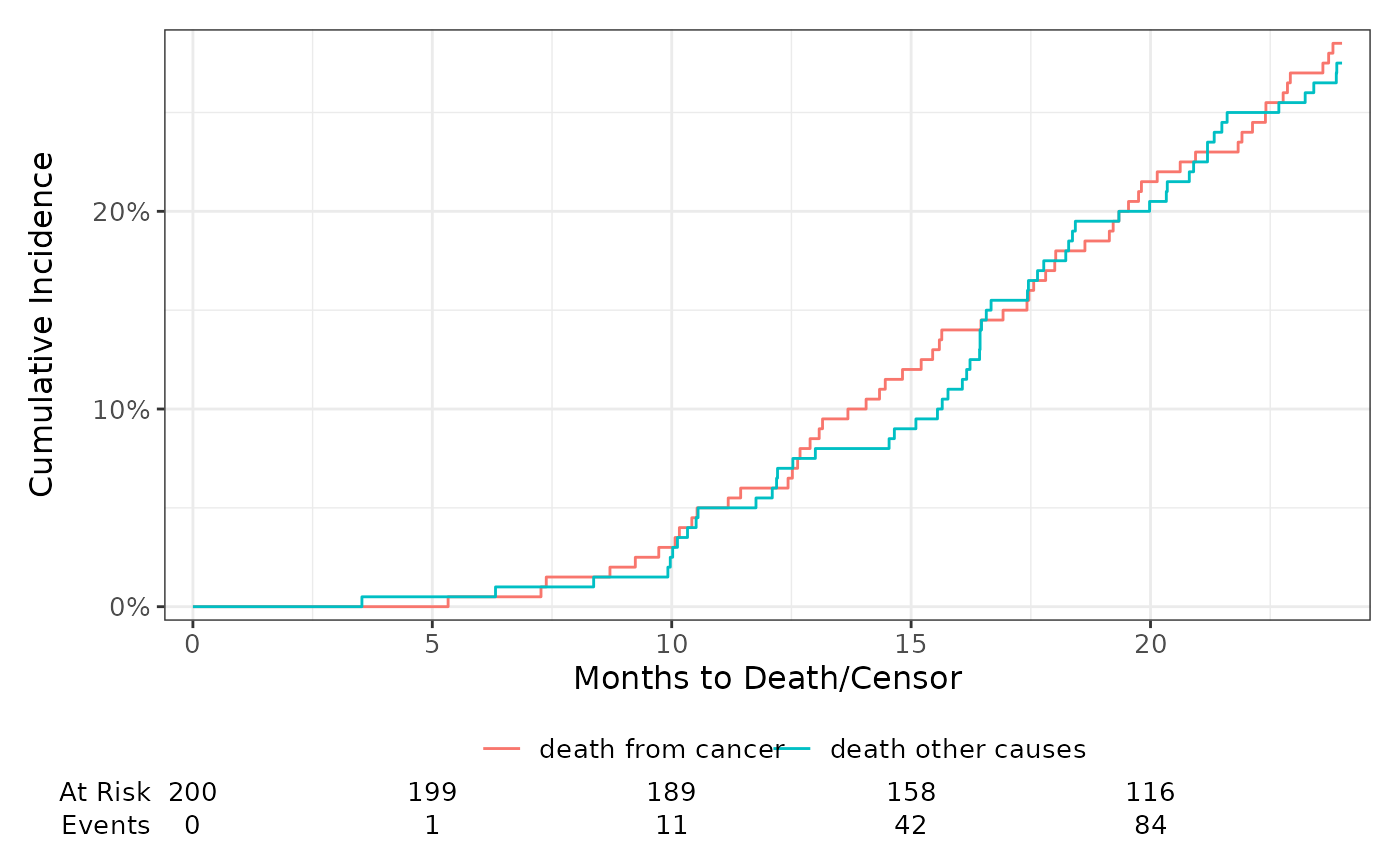 Cumulative Incidence
20%
10%
0%
0 5 10 15 20
Months to Death/Censor
death from cancer death other causes
At Risk 200 199 189 158 116
Events 0 1 11 42 84